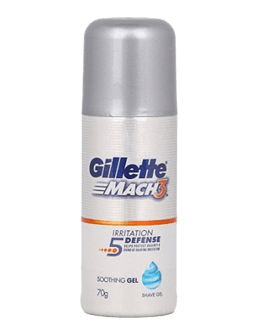 Gillette
MACH3
IRRITATION
5 DEFENSE
SOOTHING GEL
70g
SHAVE GEL